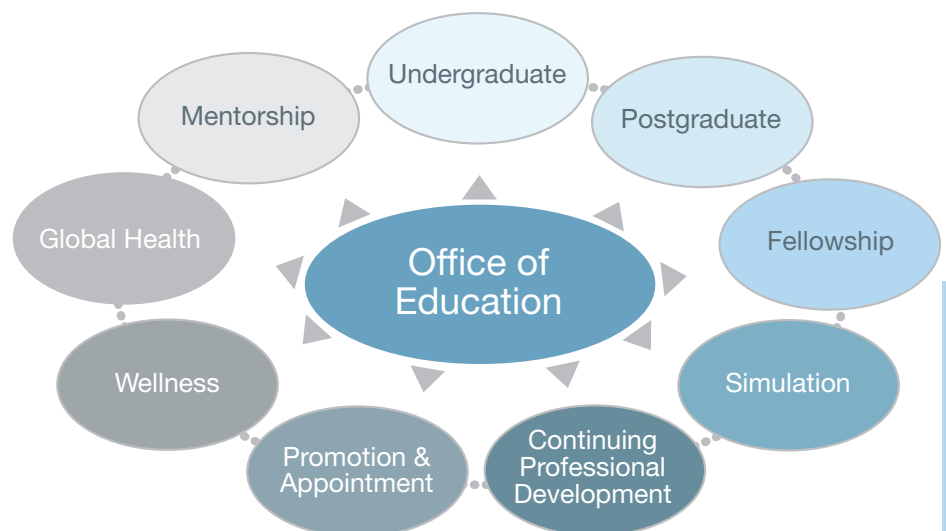 Undergraduate
Mentorship
Postgraduate
Global Health
Fellowship
Office of
Education
Wellness
Simulation
Promotion &
Appointment
Continuing
Professional
Development